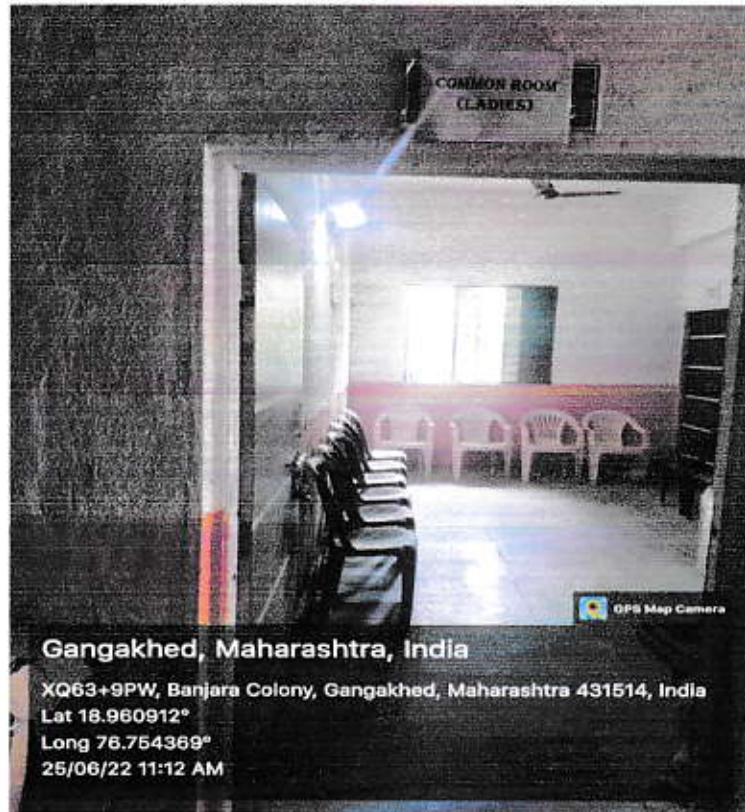 COMMON ROOM
(LADIES)
GPS Map Camera
Gangakhed, Maharashtra, India
XQ63+9PW, Banjara Colony, Gangakhed, Maharashtra 431514, India
Lat 18.960912°
Long 76.754369°
25/06/22 11:12 AM